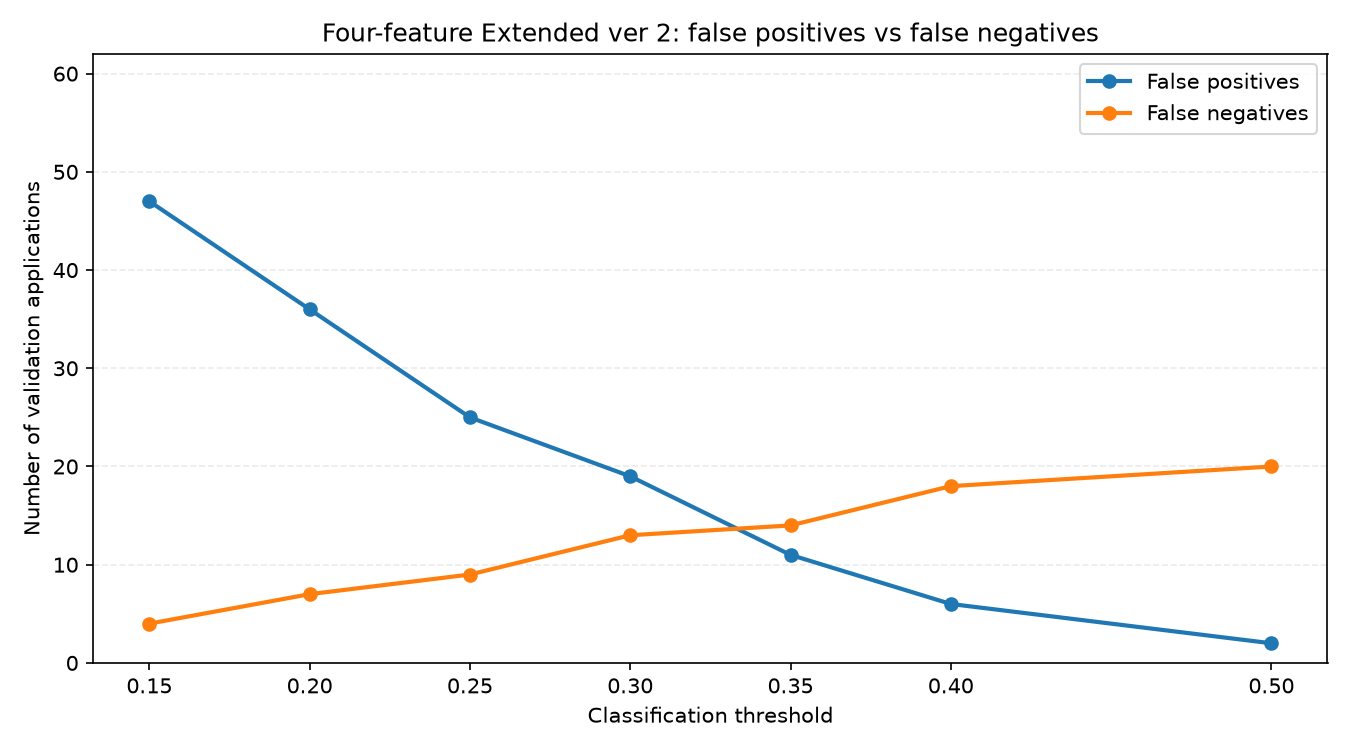 Four-feature Extended ver 2: false positives vs false negatives
False positives
False negatives
Number of validation applications
60
50
40
30
20
10
0
0.15 0.20 0.25 0.30 0.35 0.40 0.50
Classification threshold